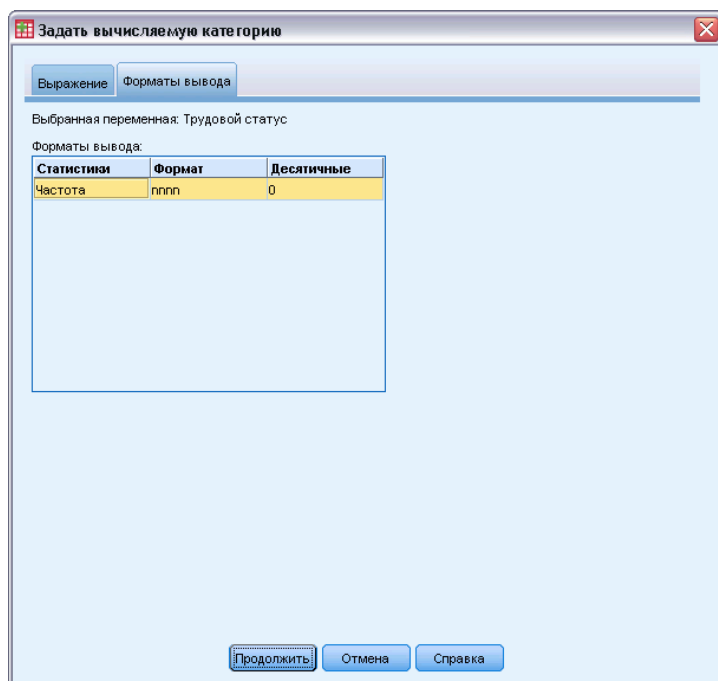 Задать вычисляемую категорию
Выражение Форматы вывода
Выбранная переменная: Трудовой статус
Форматы вывода:
Статистики Формат Десятичные
Частота nnnn 0
Продолжить Отмена Справка